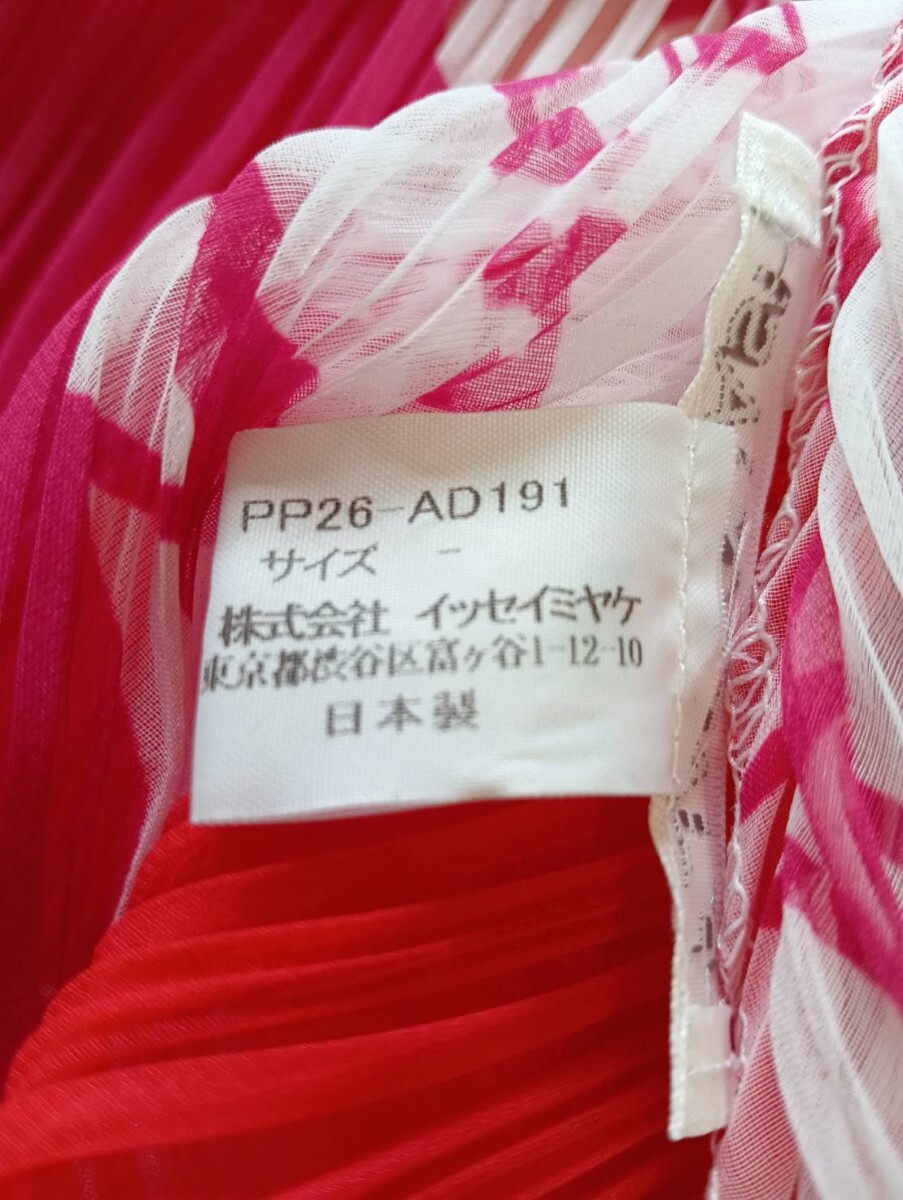 PP26-AD191
サイズ -
株式会社 イッセイミヤケ
東京都渋谷区富ヶ谷1-12-10
日本製